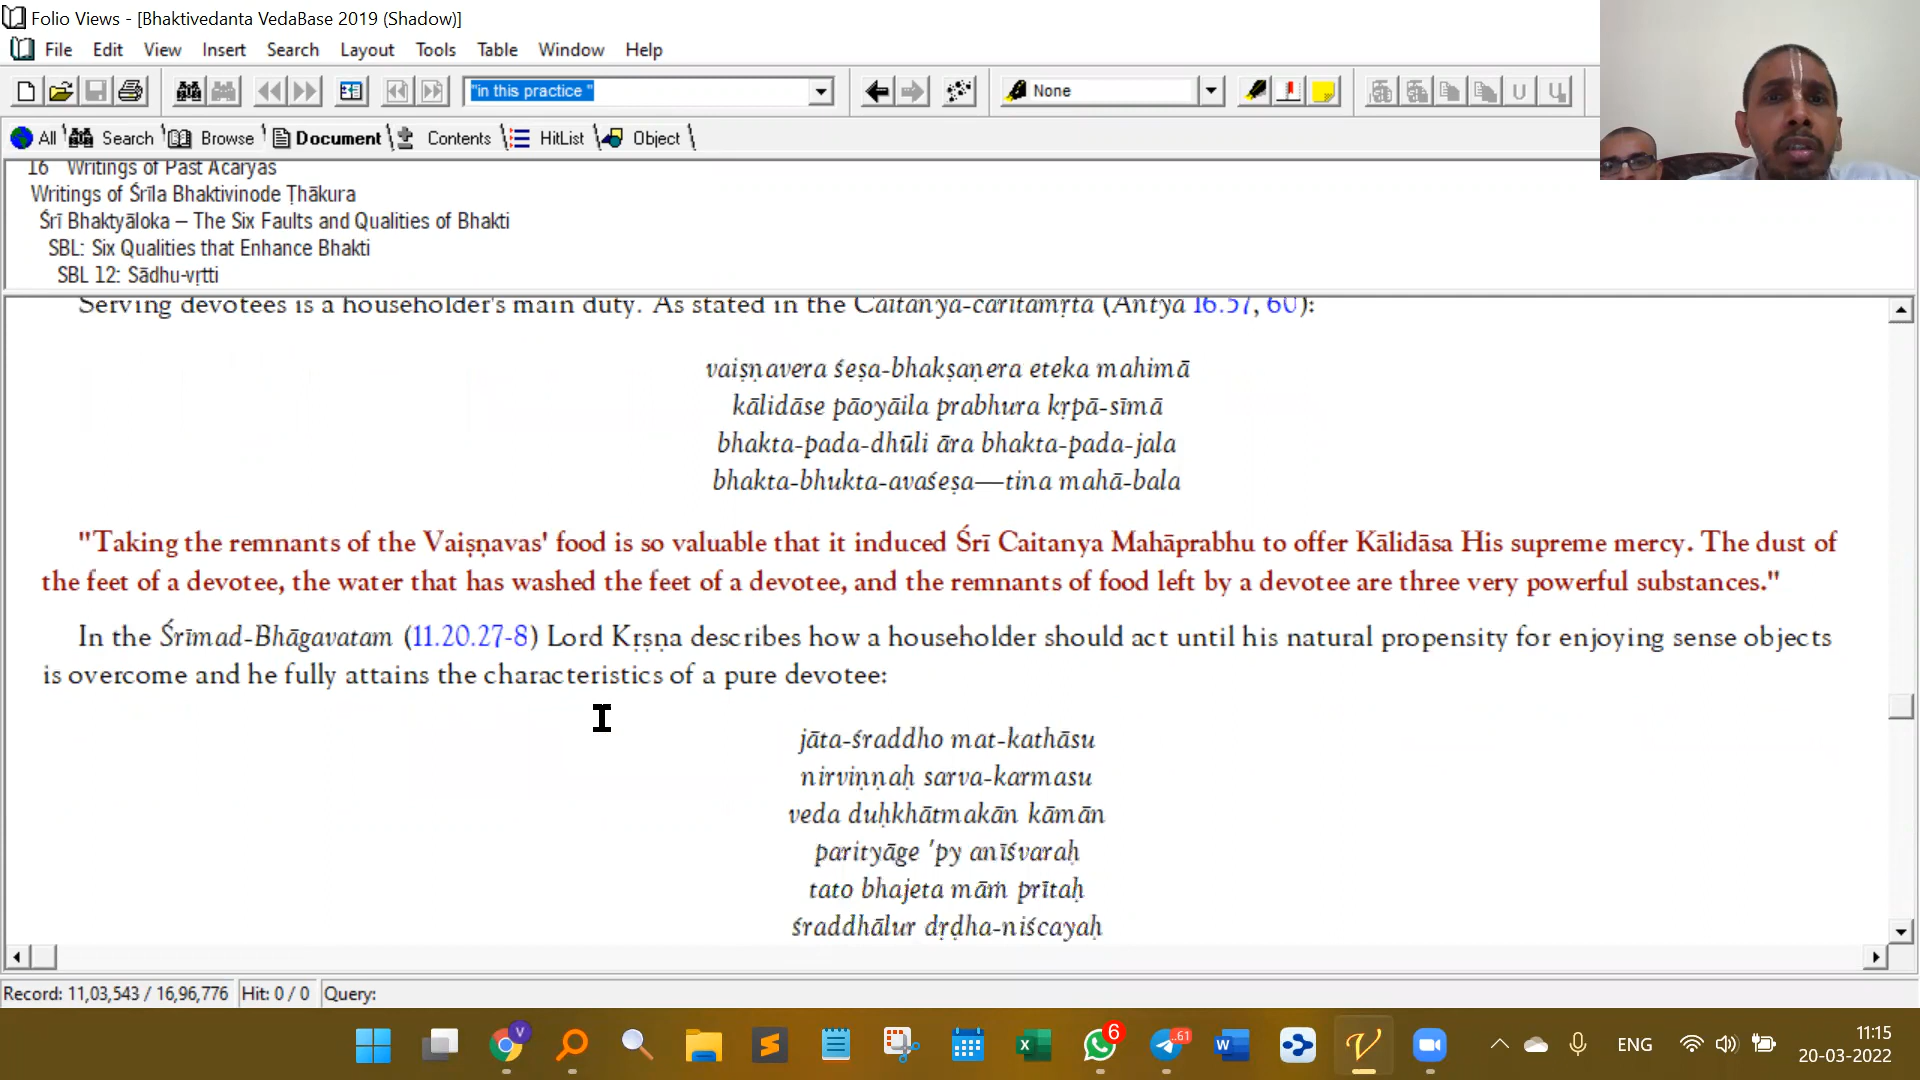 Folio Views - [Bhaktivedanta VedaBase 2019 (Shadow)]
File Edit View Insert Search Layout Tools Table Window Help
"in this practice "
None
All Search Browse Document Contents HitList Object
16 Writings of Past Acaryas
Writings of Śrīla Bhaktivinode Ṭhākura
Śrī Bhaktyāloka – The Six Faults and Qualities of Bhakti
SBL: Six Qualities that Enhance Bhakti
SBL 12: Sādhu-vṛtti
Serving devotees is a householder's main duty. As stated in the Caitanya-caritāmṛta (Antya 16.57, 60):
vaiṣṇavera śeṣa-bhakṣaṇera eteka mahimā
kālidāse pāoyāila prabhura kṛpā-sīmā
bhakta-pada-dhūli āra bhakta-pada-jala
bhakta-bhukta-avaśeṣa—tina mahā-bala
"Taking the remnants of the Vaiṣṇavas' food is so valuable that it induced Śrī Caitanya Mahāprabhu to offer Kālidāsa His supreme mercy. The dust of
the feet of a devotee, the water that has washed the feet of a devotee, and the remnants of food left by a devotee are three very powerful substances."
In the Śrīmad-Bhāgavatam (11.20.27-8) Lord Kṛṣṇa describes how a householder should act until his natural propensity for enjoying sense objects
is overcome and he fully attains the characteristics of a pure devotee:
jāta-śraddho mat-kathāsu
nirviṇṇaḥ sarva-karmasu
veda duḥkhātmakān kāmān
parityāge 'py anīśvaraḥ
tato bhajeta māṁ prītaḥ
śraddhālur dṛḍha-niścayaḥ
Record: 11,03,543 / 16,96,776 Hit: 0 / 0 Query:
V
6
..61
ENG
11:15
20-03-2022